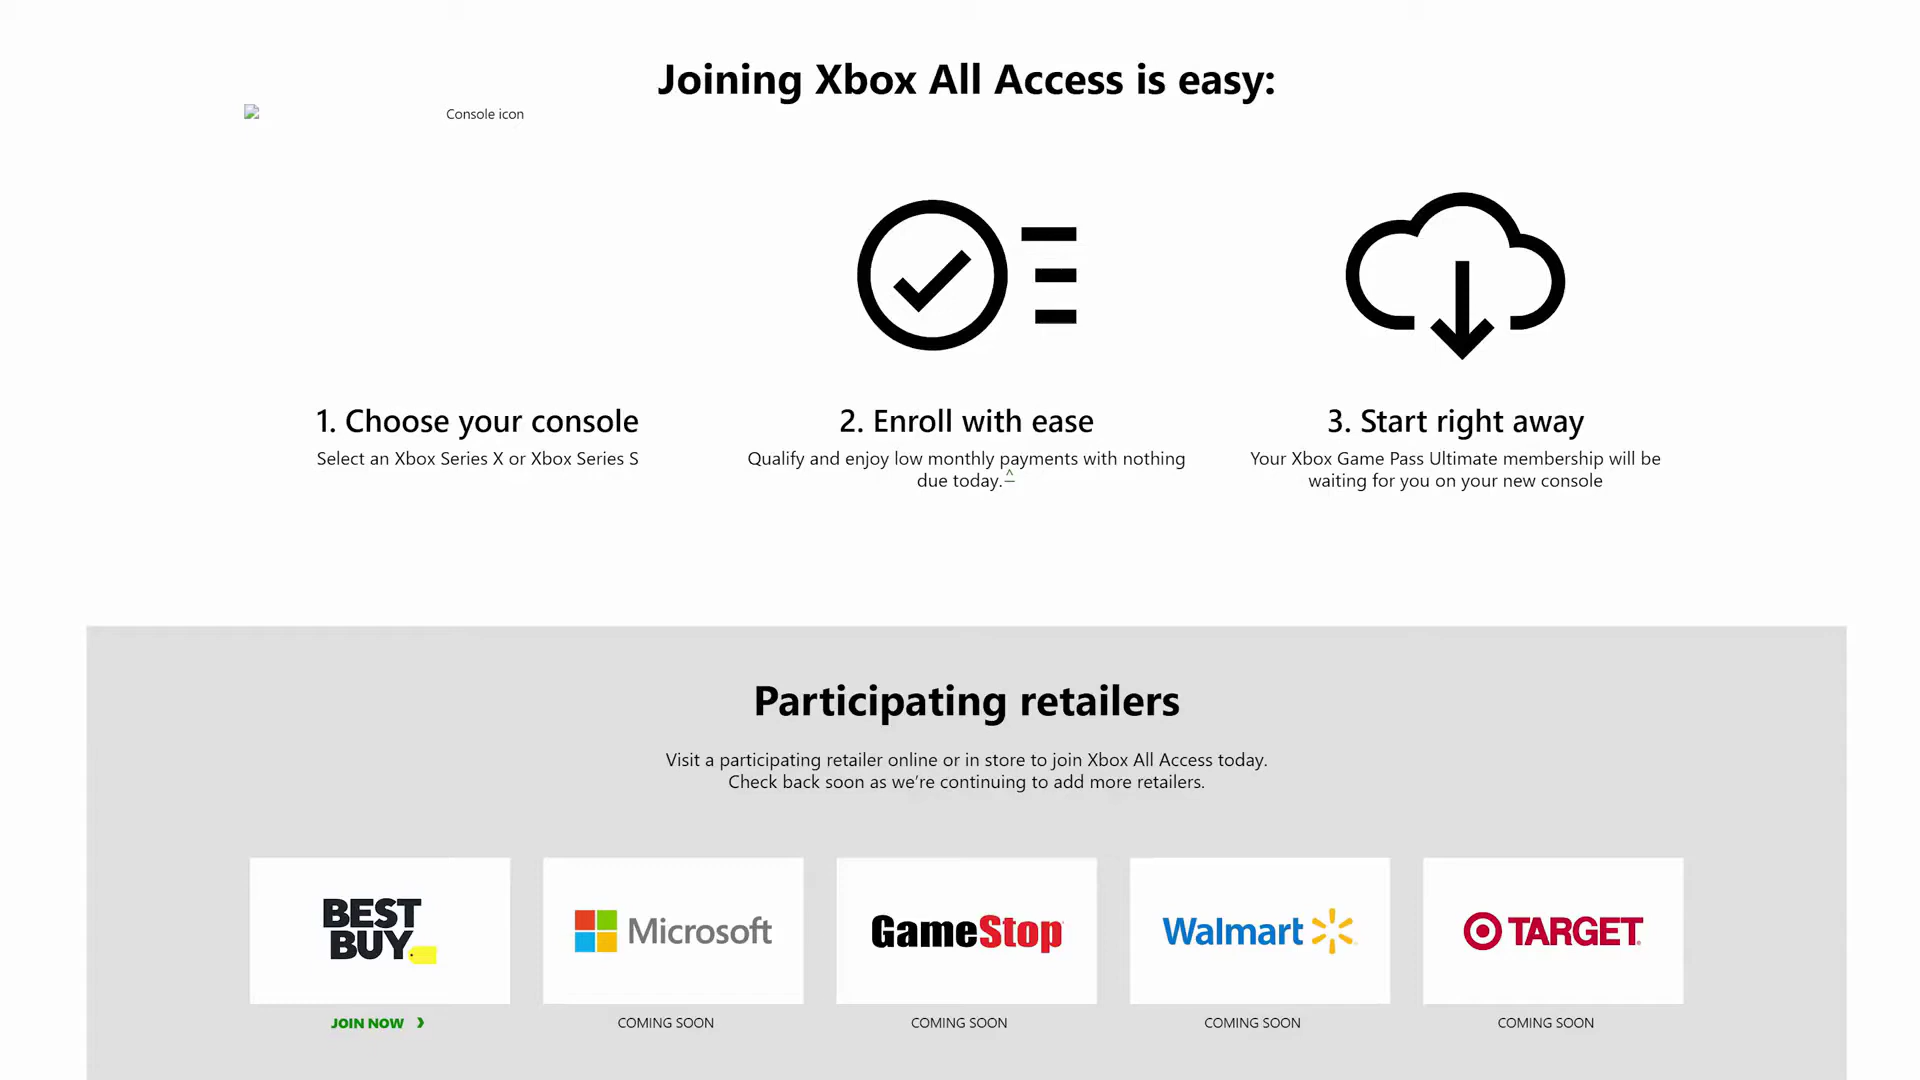 Joining Xbox All Access is easy:
Console icon
1. Choose your console
Select an Xbox Series X or Xbox Series S
2. Enroll with ease
Qualify and enjoy low monthly payments with nothing
due today.^
3. Start right away
Your Xbox Game Pass Ultimate membership will be
waiting for you on your new console
Participating retailers
Visit a participating retailer online or in store to join Xbox All Access today.
Check back soon as we’re continuing to add more retailers.
BEST
BUY
JOIN NOW
Microsoft
COMING SOON
GameStop
COMING SOON
Walmart
COMING SOON
TARGET
COMING SOON